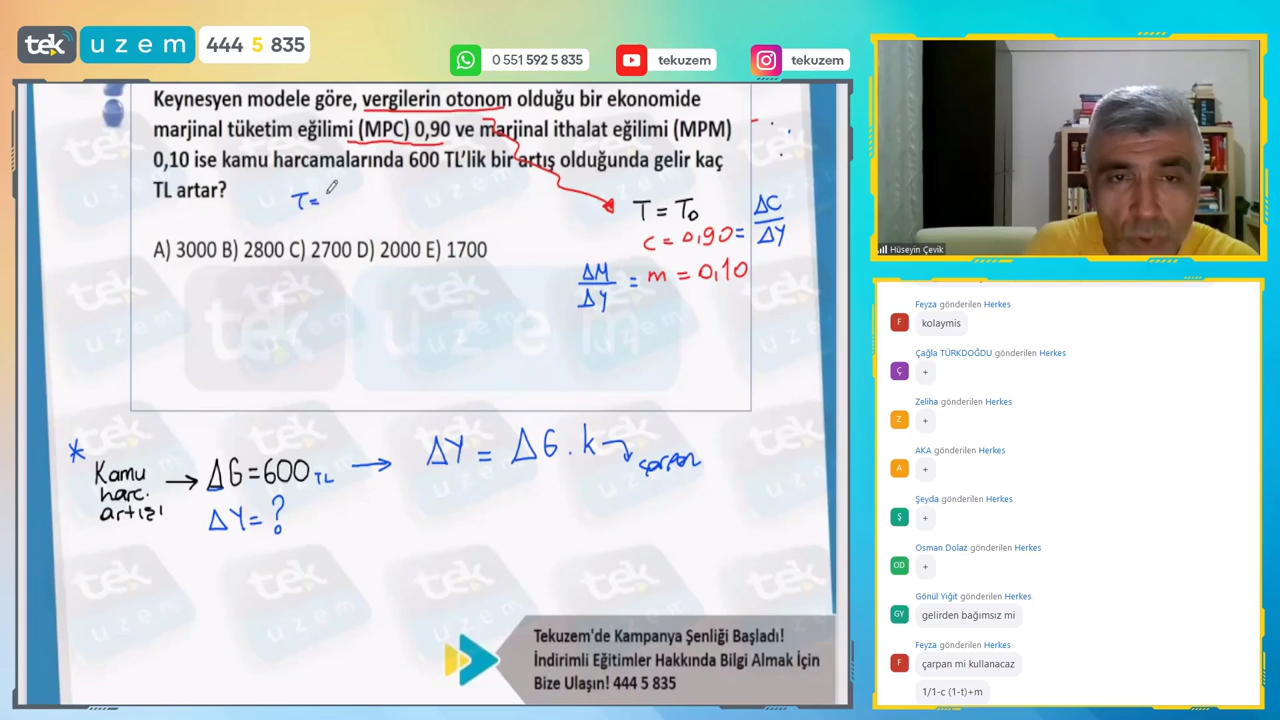 tek
uzem
444 5 835
0 551 592 5 835
tekuzem
tekuzem
Keynesyen modele göre, vergilerin otonom olduğu bir ekonomide
marjinal tüketim eğilimi (MPC) 0,90 ve marjinal ithalat eğilimi (MPM)
0,10 ise kamu harcamalarında 600 TL'lik bir artış olduğunda gelir kaç
TL artar?
T =
T = T₀
c = 0,90 = ΔC/ΔY
ΔM/ΔY = m = 0,10
A) 3000 B) 2800 C) 2700 D) 2000 E) 1700
*
Kamu
harc.
artışı
→ ΔG = 600 TL →
ΔY = ?
ΔY = ΔG . k
çarpan
Tekuzem'de Kampanya Şenliği Başladı!
İndirimli Eğitimler Hakkında Bilgi Almak İçin
Bize Ulaşın! 444 5 835
Hüseyin Çevik
Feyza gönderilen Herkes
F
kolaymis
Çağla TÜRKDOĞDU gönderilen Herkes
Ç
+
Zeliha gönderilen Herkes
Z
+
AKA gönderilen Herkes
A
+
Şeyda gönderilen Herkes
Ş
+
Osman Dolaz gönderilen Herkes
OD
+
Gönül Yiğit gönderilen Herkes
GY
gelirden bağımsız mi
Feyza gönderilen Herkes
F
çarpan mi kullanacaz
1/1-c (1-t)+m